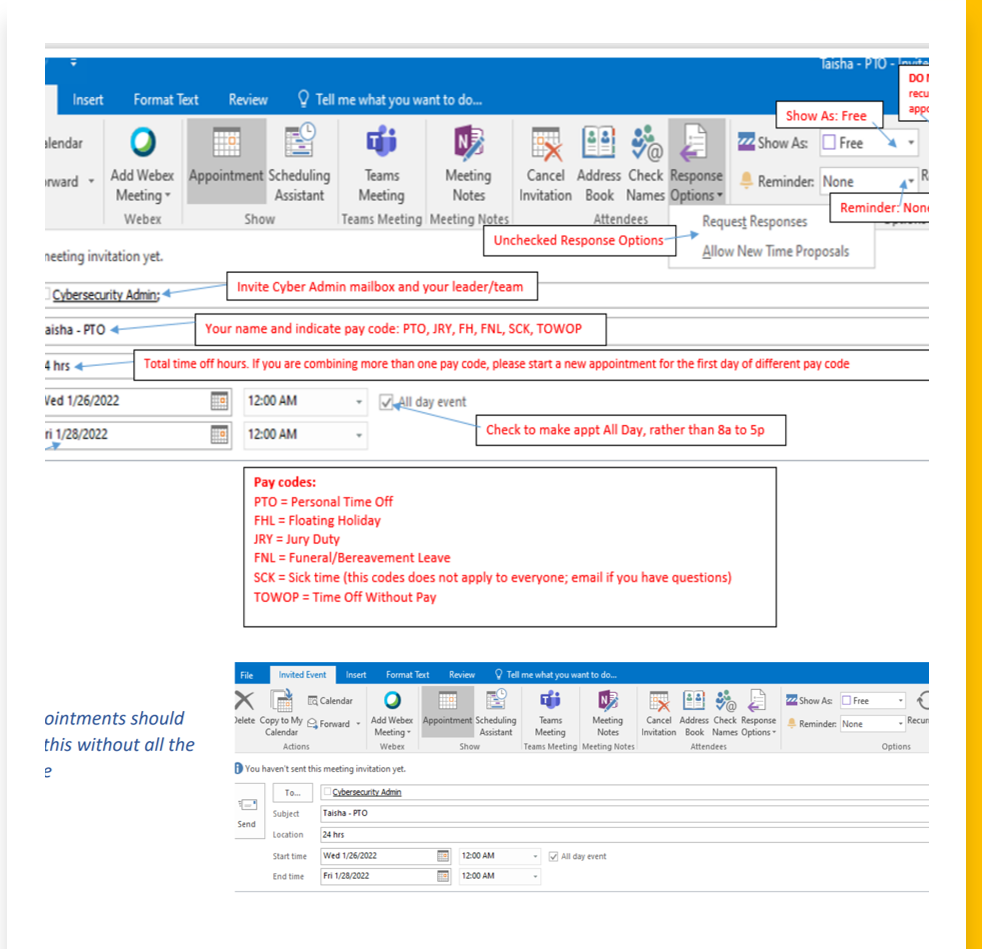 Taisha - PTO - Invite
DO
recu
appo
Insert Format Text Review Tell me what you want to do...
Show As: Free
alendar
orward
Add Webex Meeting
Webex
Appointment Scheduling Assistant
Show
Teams Meeting
Teams Meeting
Meeting Notes
Meeting Notes
Cancel Invitation Address Book Check Names Response Options
Attendees
Show As: Free
Reminder: None
Reminder: None
Request Responses
Allow New Time Proposals
Unchecked Response Options
meeting invitation yet.
Cybersecurity Admin;
Invite Cyber Admin mailbox and your leader/team
aisha - PTO
Your name and indicate pay code: PTO, JRY, FH, FNL, SCK, TOWOP
4 hrs
Total time off hours. If you are combining more than one pay code, please start a new appointment for the first day of different pay code
Wed 1/26/2022 12:00 AM All day event
ri 1/28/2022 12:00 AM
Check to make appt All Day, rather than 8a to 5p
Pay codes:
PTO = Personal Time Off
FHL = Floating Holiday
JRY = Jury Duty
FNL = Funeral/Bereavement Leave
SCK = Sick time (this codes does not apply to everyone; email if you have questions)
TOWOP = Time Off Without Pay
ointments should
this without all the
e
File Invited Event Insert Format Text Review Tell me what you want to do...
Delete Copy to My Calendar
Calendar
Forward
Actions
Add Webex Meeting
Webex
Appointment Scheduling Assistant
Show
Teams Meeting
Teams Meeting
Meeting Notes
Meeting Notes
Cancel Invitation Address Book Check Names Response Options
Attendees
Show As: Free
Reminder: None
Recurr
Options
You haven't sent this meeting invitation yet.
Send
To... Cybersecurity Admin
Subject Taisha - PTO
Location 24 hrs
Start time Wed 1/26/2022 12:00 AM All day event
End time Fri 1/28/2022 12:00 AM